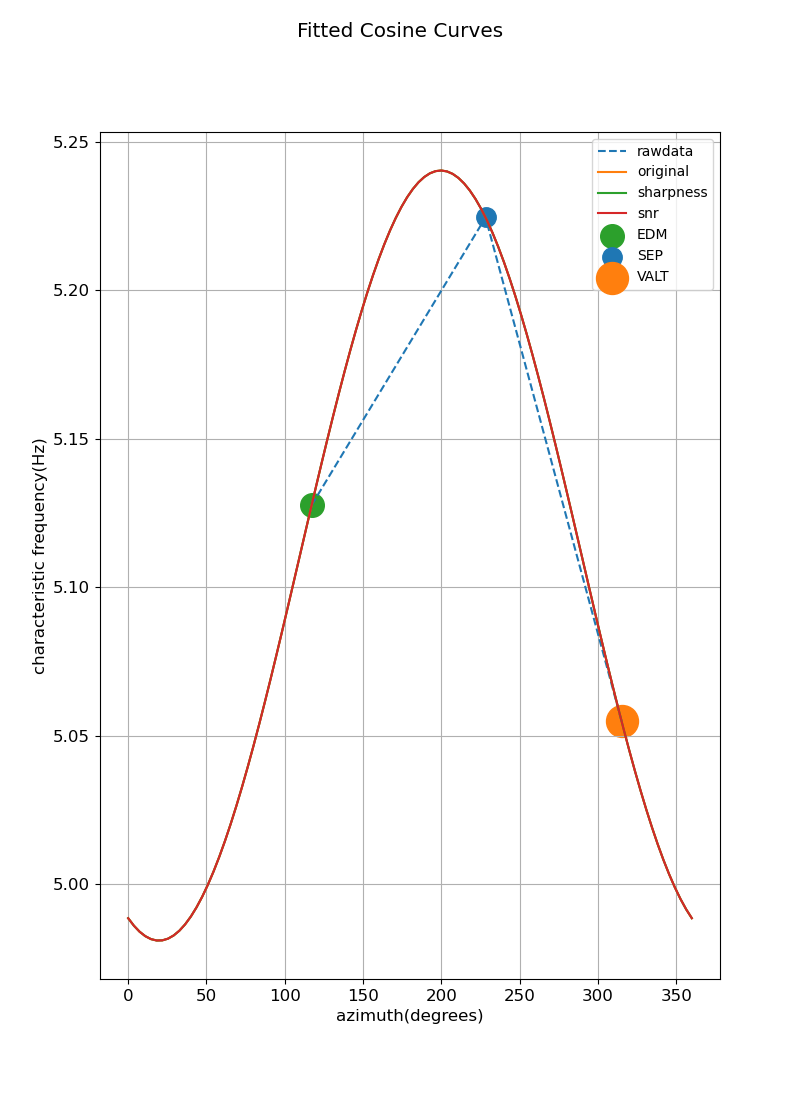 Fitted Cosine Curves
5.25
5.20
5.15
5.10
5.05
5.00
characteristic frequency(Hz)
rawdata
original
sharpness
snr
EDM
SEP
VALT
0 50 100 150 200 250 300 350
azimuth(degrees)